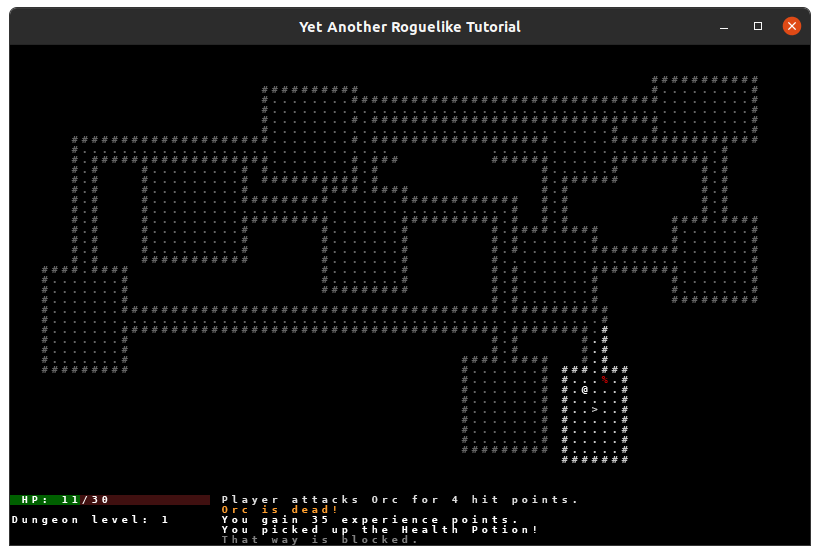 Yet Another Roguelike Tutorial
HP: 11/30
Dungeon level: 1
Player attacks Orc for 4 hit points.
Orc is dead!
You gain 35 experience points.
You picked up the Health Potion!
That way is blocked.